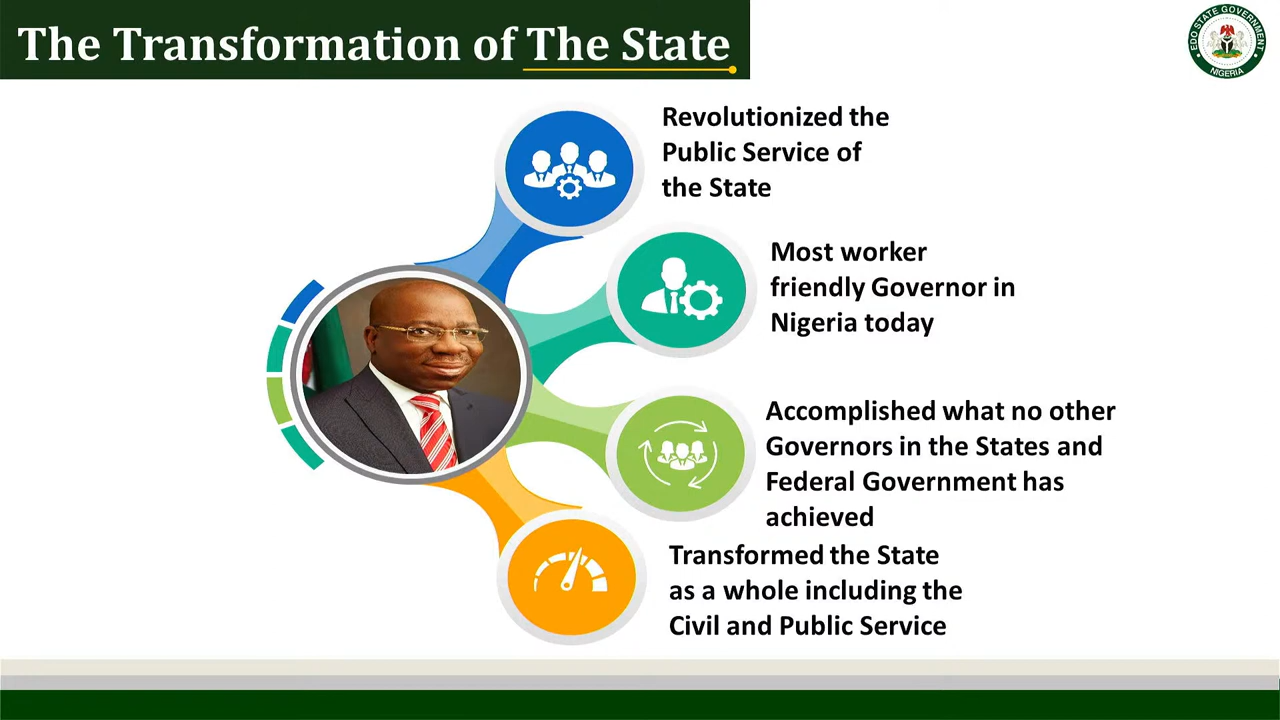 The Transformation of The State
EDO STATE GOVERNMENT
NIGERIA
Revolutionized the
Public Service of
the State
Most worker
friendly Governor in
Nigeria today
Accomplished what no other
Governors in the States and
Federal Government has
achieved
Transformed the State
as a whole including the
Civil and Public Service